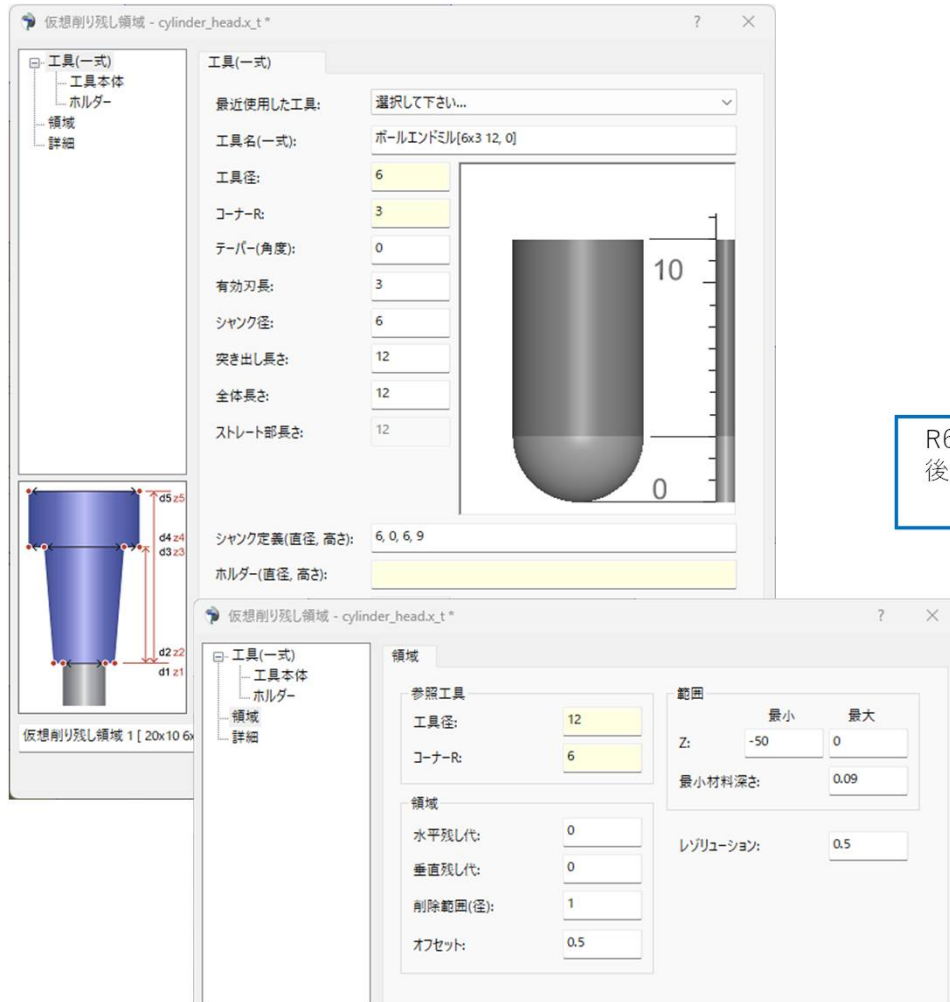 仮想削り残し領域 - cylinder_head.x_t *
? ×
工具(一式)
工具本体
ホルダー
領域
詳細
工具(一式)
最近使用した工具: 選択して下さい...
工具名(一式): ボールエンドミル[6x3 12, 0]
工具径: 6
コーナーR: 3
テーパー(角度): 0
有効刃長: 3
シャンク径: 6
突き出し長さ: 12
全体長さ: 12
ストレート部長さ: 12
10
0
シャンク定義(直径, 高さ): 6, 0, 6, 9
ホルダー(直径, 高さ):
d5 z5
d4 z4
d3 z3
d2 z2
d1 z1
仮想削り残し領域 1 [ 20x10 6x
R6
後
仮想削り残し領域 - cylinder_head.x_t *
? ×
工具(一式)
工具本体
ホルダー
領域
詳細
領域
参照工具
工具径: 12
コーナーR: 6
領域
水平残し代: 0
垂直残し代: 0
削除範囲(径): 1
オフセット: 0.5
範囲
最小 最大
Z: -50 0
最小材料深さ: 0.09
レゾリューション: 0.5